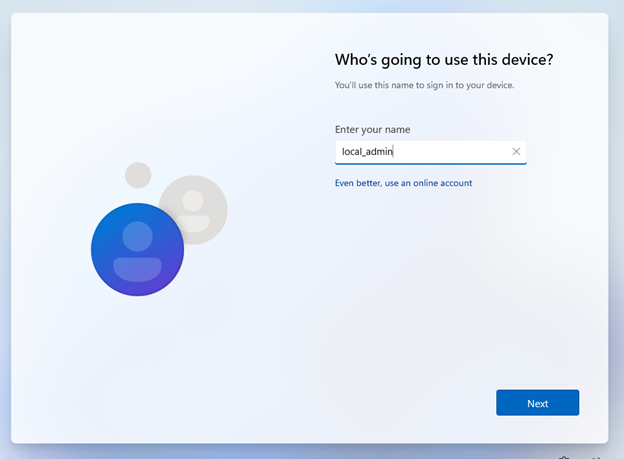 Who's going to use this device?
You'll use this name to sign in to your device.
Enter your name
local_admin
Even better, use an online account
Next